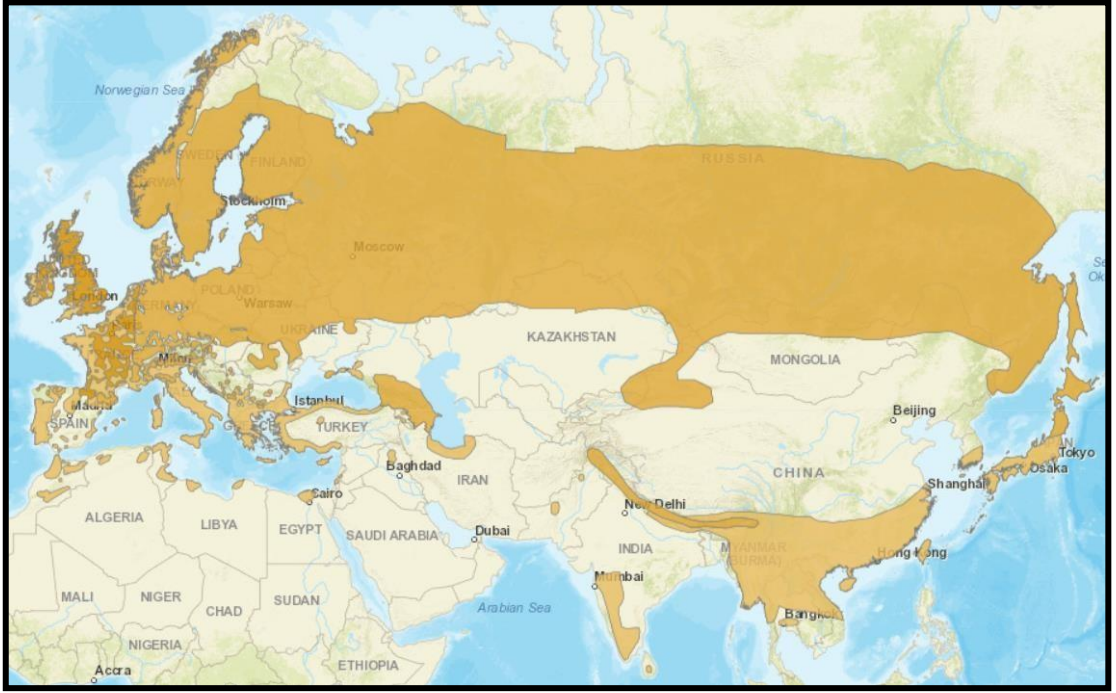 Norwegian Sea
SWEDEN
FINLAND
RUSSIA
Stockholm
Moscow
London
POLAND
Warsaw
UKRAINE
KAZAKHSTAN
MONGOLIA
Istanbul
SPAIN
TURKEY
Beijing
Tokyo
Osaka
Baghdad
IRAN
CHINA
Shanghai
Cairo
New Delhi
ALGERIA
LIBYA
EGYPT
SAUDI ARABIA
Dubai
INDIA
MYANMAR
(BURMA)
Hong Kong
Mumbai
MALI
NIGER
CHAD
SUDAN
Arabian Sea
Bangkok
NIGERIA
ETHIOPIA
Accra